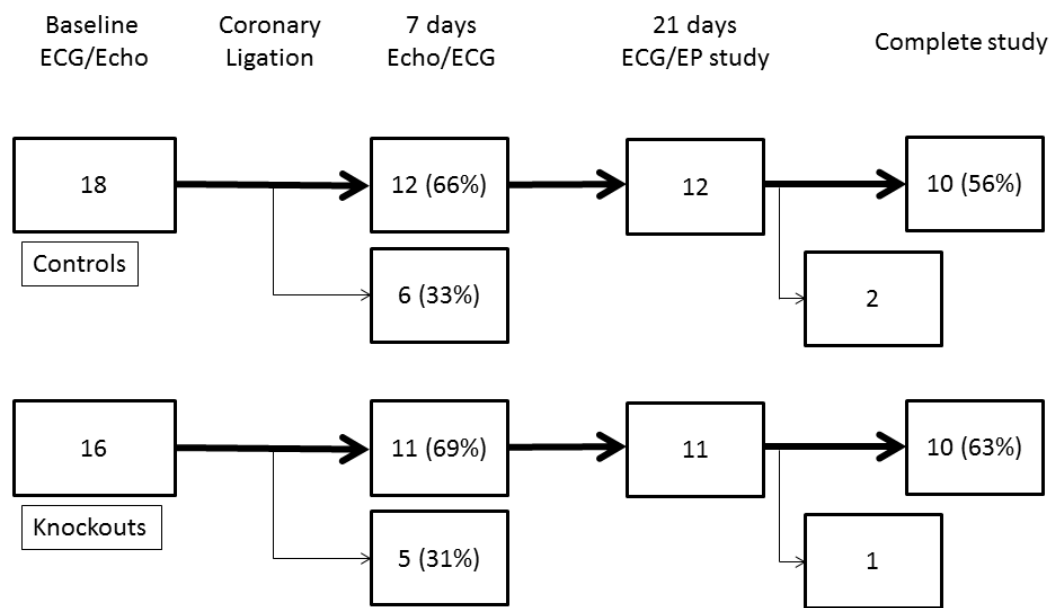 Baseline
ECG/Echo
Coronary
Ligation
7 days
Echo/ECG
21 days
ECG/EP study
Complete study
18
12 (66%)
12
10 (56%)
Controls
6 (33%)
2
16
11 (69%)
11
10 (63%)
Knockouts
5 (31%)
1